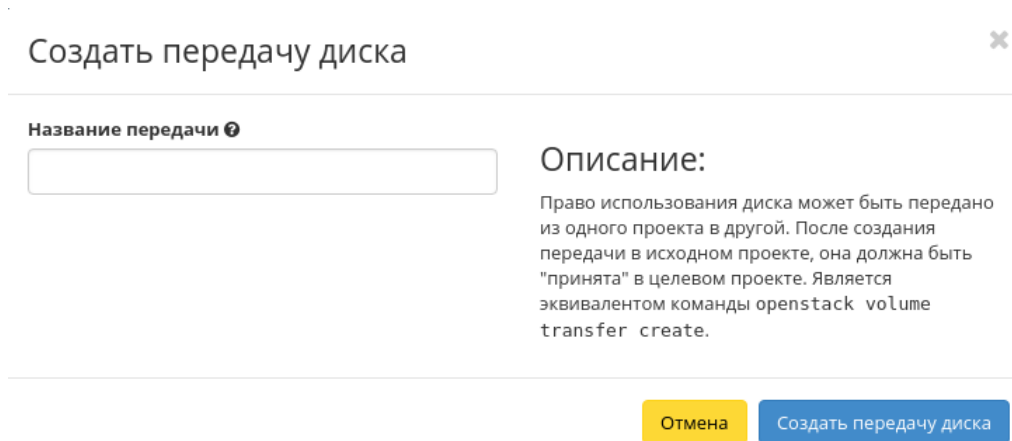 Создать передачу диска
Название передачи
Описание:
Право использования диска может быть передано
из одного проекта в другой. После создания
передачи в исходном проекте, она должна быть
"принята" в целевом проекте. Является
эквивалентом команды openstack volume
transfer create.
Отмена
Создать передачу диска